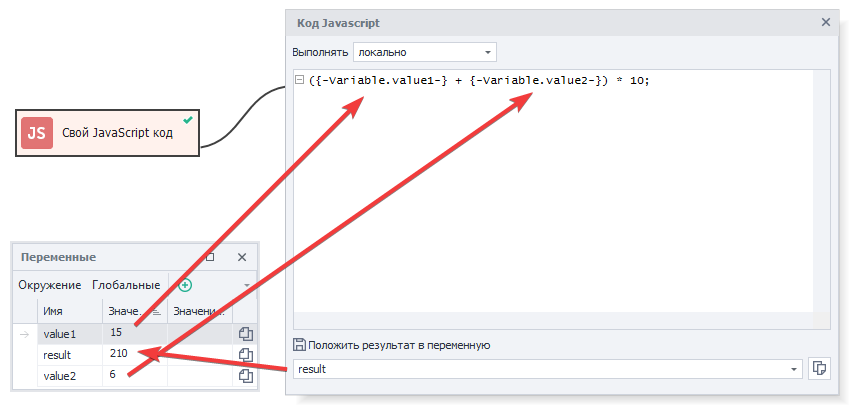 Код Javascript
Выполнять локально
({-Variable.value1-} + {-Variable.value2-}) * 10;
JS Свой JavaScript код
Переменные
Окружение Глобальные
Имя Значе... Значени...
value1 15
result 210
value2 6
Положить результат в переменную
result